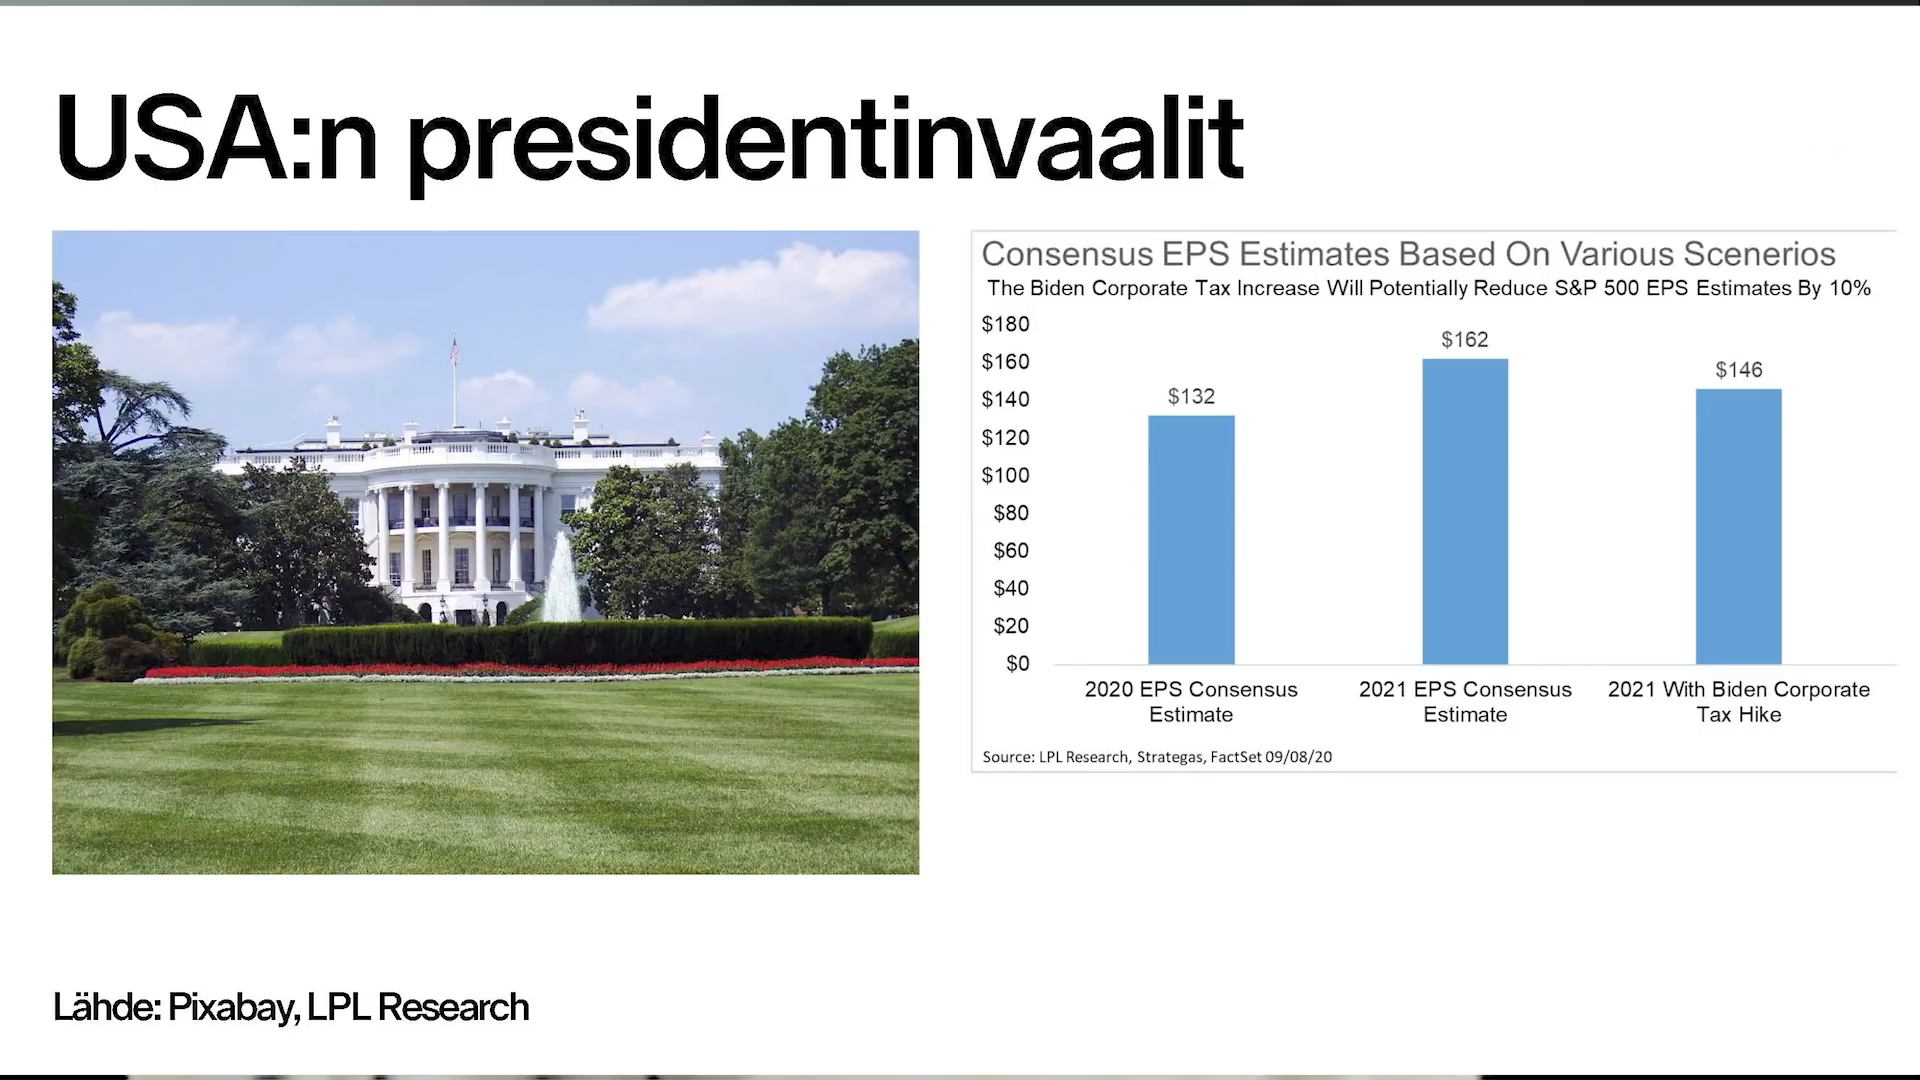 USA:n presidentinvaalit
Consensus EPS Estimates Based On Various Scenerios
The Biden Corporate Tax Increase Will Potentially Reduce S&P 500 EPS Estimates By 10%
$180
$160
$140
$120
$100
$80
$60
$40
$20
$0
$132
$162
$146
2020 EPS Consensus
Estimate
2021 EPS Consensus
Estimate
2021 With Biden Corporate
Tax Hike
Source: LPL Research, Strategas, FactSet 09/08/20
Lähde: Pixabay, LPL Research